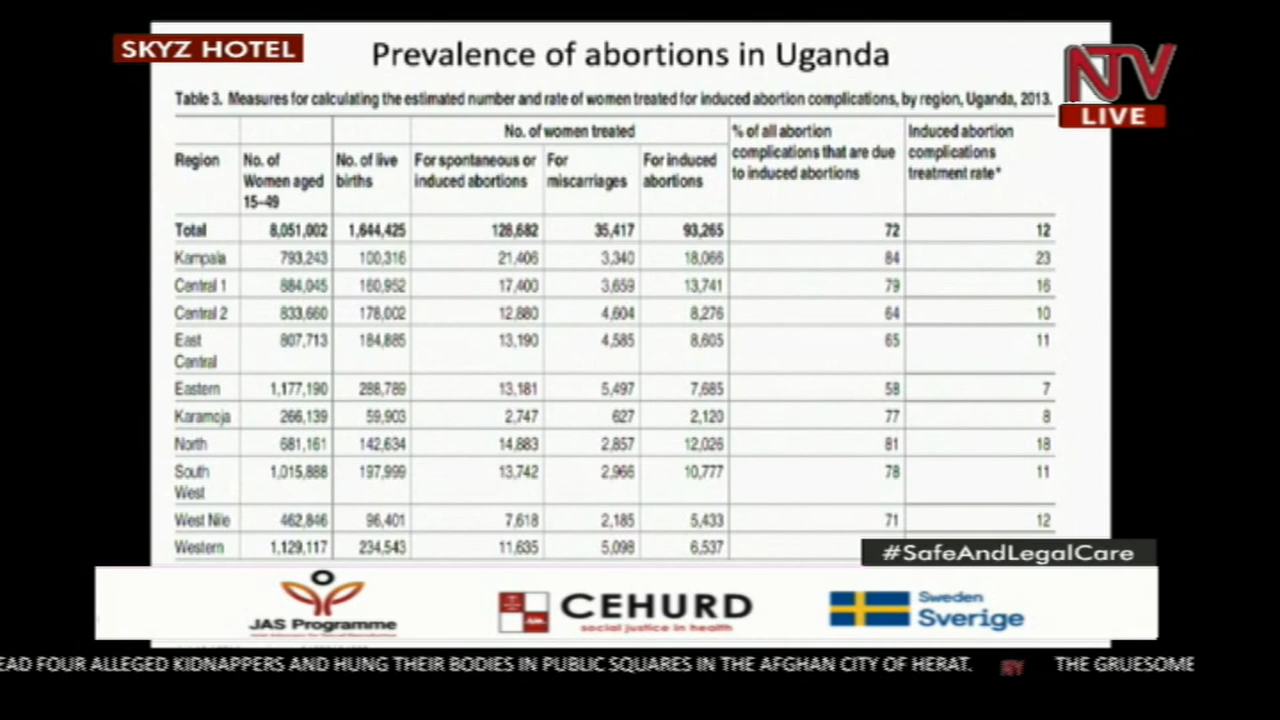 SKYZ HOTEL
Prevalence of abortions in Uganda
NTV
LIVE
Table 3. Measures for calculating the estimated number and rate of women treated for induced abortion complications, by region, Uganda, 2013.
Region No. of Women aged 15–49 No. of live births No. of women treated For spontaneous or induced abortions For miscarriages For induced abortions % of all abortion complications that are due to induced abortions Induced abortion complications treatment rate*
Total 8,051,002 1,644,425 128,682 35,417 93,265 72 12
Kampala 793,243 100,316 21,406 3,340 18,066 84 23
Central 1 884,045 160,952 17,400 3,659 13,741 79 16
Central 2 833,660 178,002 12,880 4,604 8,276 64 10
East Central 807,713 184,885 13,190 4,585 8,605 65 11
Eastern 1,177,190 288,789 13,181 5,497 7,685 58 7
Karamoja 266,139 59,903 2,747 627 2,120 77 8
North 681,161 142,634 14,883 2,857 12,026 81 18
South West 1,015,888 197,999 13,742 2,966 10,777 78 11
West Nile 462,846 96,401 7,618 2,185 5,433 71 12
Western 1,129,117 234,543 11,635 5,098 6,537
#SafeAndLegalCare
JAS Programme
CEHURD
social justice in health
Sweden
Sverige
EAD FOUR ALLEGED KIDNAPPERS AND HUNG THEIR BODIES IN PUBLIC SQUARES IN THE AFGHAN CITY OF HERAT. THE GRUESOME